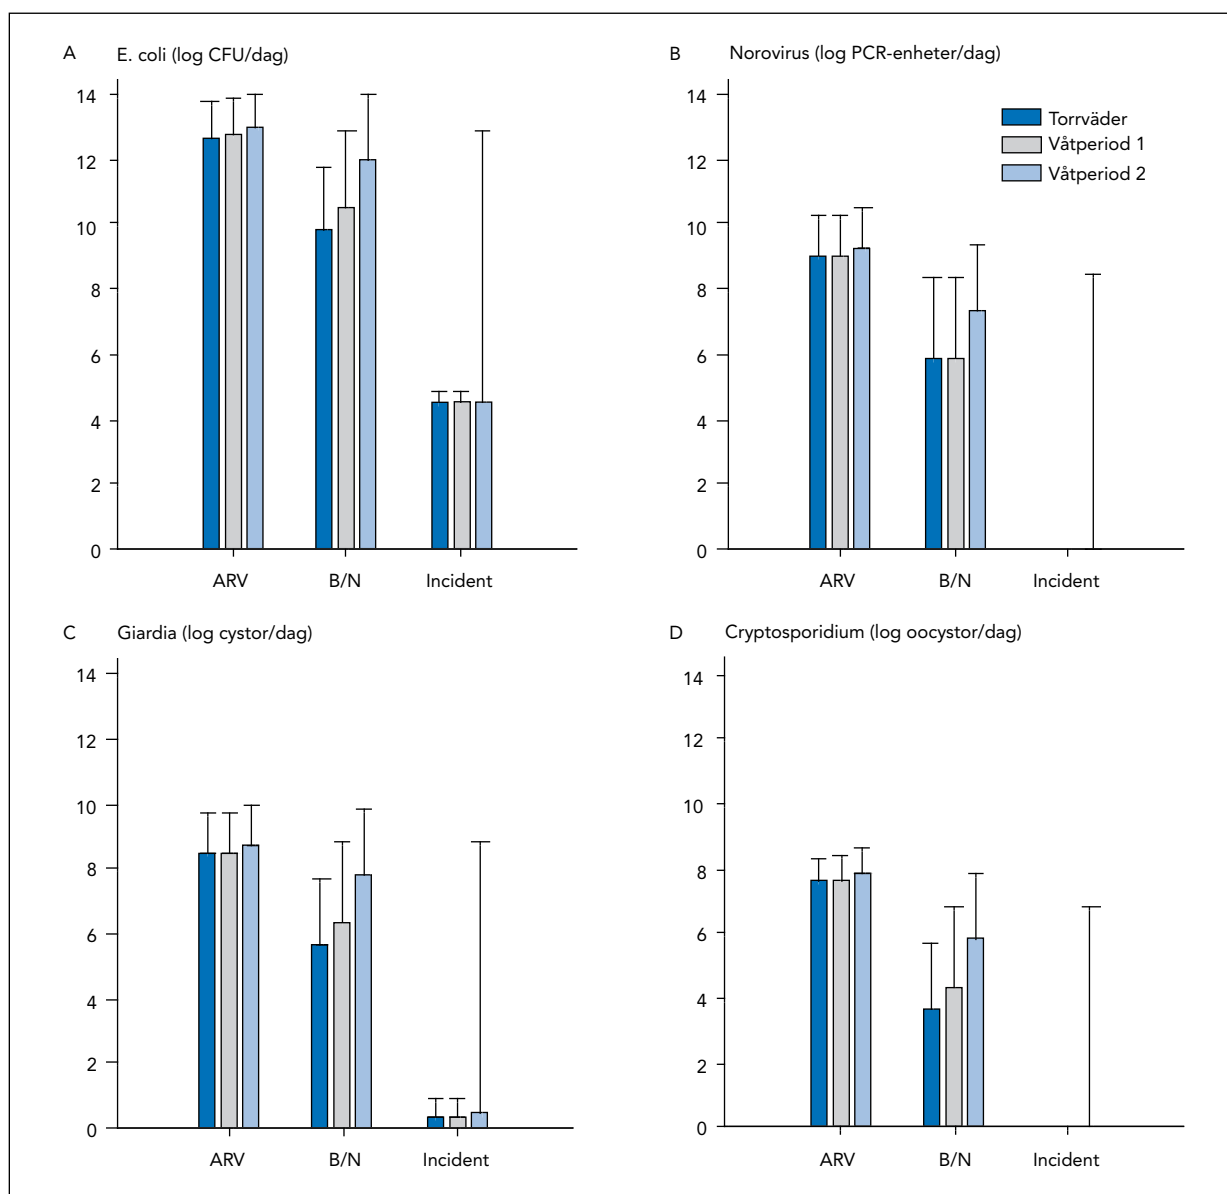 A E. coli (log CFU/dag)
14
12
10
8
6
4
2
0
ARV B/N Incident
B Norovirus (log PCR-enheter/dag)
14
12
10
8
6
4
2
0
Torrväder
Våtperiod 1
Våtperiod 2
ARV B/N Incident
C Giardia (log cystor/dag)
14
12
10
8
6
4
2
0
ARV B/N Incident
D Cryptosporidium (log oocystor/dag)
14
12
10
8
6
4
2
0
ARV B/N Incident